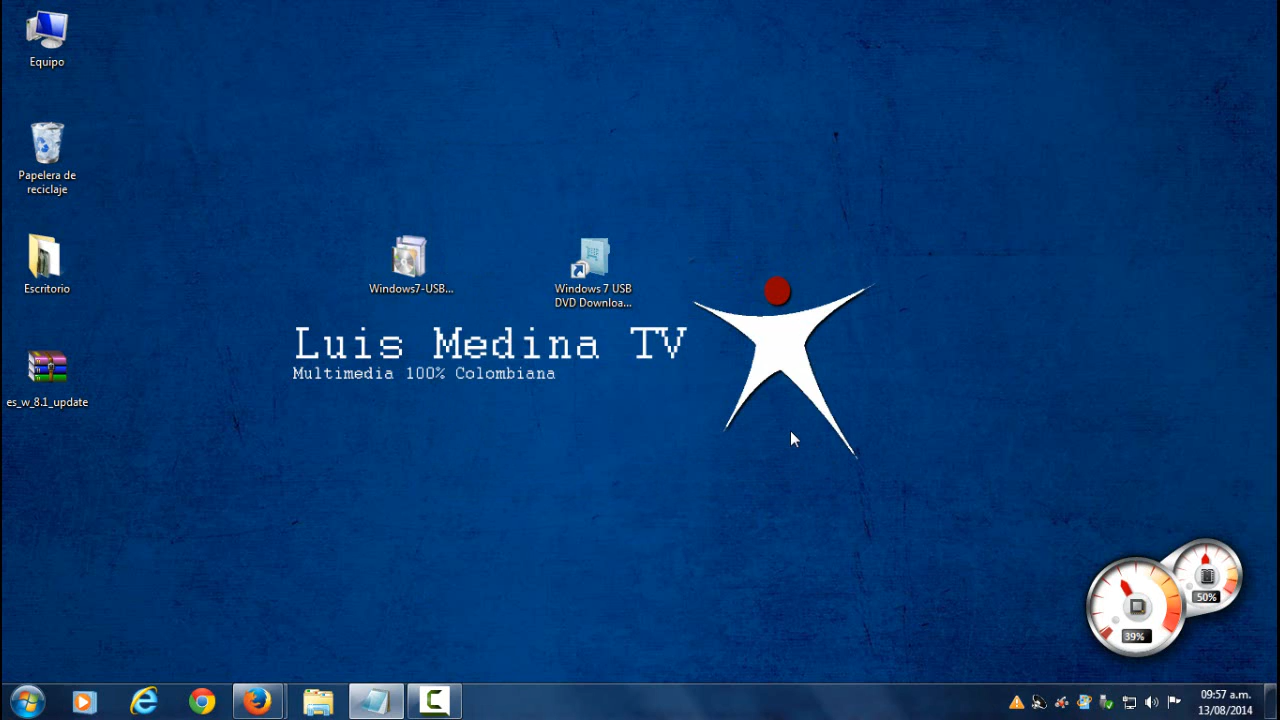 Equipo
Papelera de
reciclaje
Escritorio
es_w_8.1_update
Windows7-USB...
Windows 7 USB
DVD Downloa...
Luis Medina TV
Multimedia 100% Colombiana
50%
39%
09:57 a.m.
13/08/2014